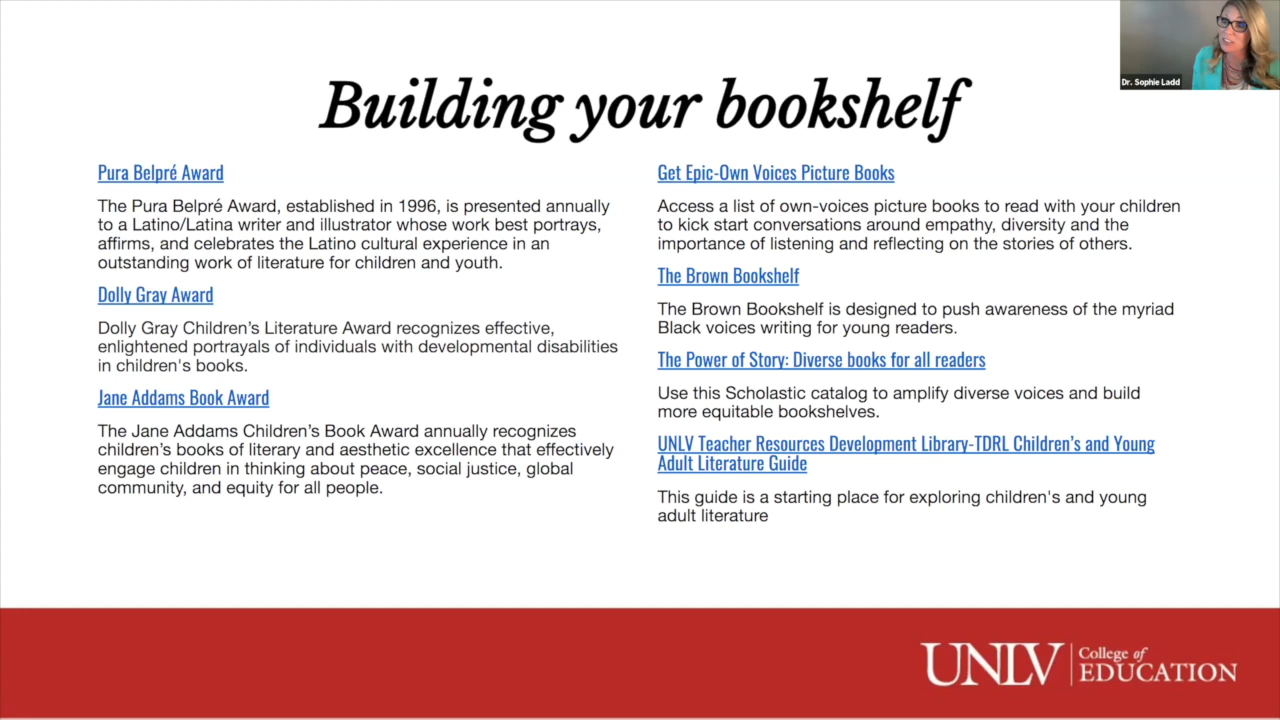 Dr. Sophie Ladd
Building your bookshelf
Pura Belpré Award
The Pura Belpré Award, established in 1996, is presented annually
to a Latino/Latina writer and illustrator whose work best portrays,
affirms, and celebrates the Latino cultural experience in an
outstanding work of literature for children and youth.
Dolly Gray Award
Dolly Gray Children’s Literature Award recognizes effective,
enlightened portrayals of individuals with developmental disabilities
in children's books.
Jane Addams Book Award
The Jane Addams Children’s Book Award annually recognizes
children’s books of literary and aesthetic excellence that effectively
engage children in thinking about peace, social justice, global
community, and equity for all people.
Get Epic-Own Voices Picture Books
Access a list of own-voices picture books to read with your children
to kick start conversations around empathy, diversity and the
importance of listening and reflecting on the stories of others.
The Brown Bookshelf
The Brown Bookshelf is designed to push awareness of the myriad
Black voices writing for young readers.
The Power of Story: Diverse books for all readers
Use this Scholastic catalog to amplify diverse voices and build
more equitable bookshelves.
UNLV Teacher Resources Development Library-TDRL Children’s and Young
Adult Literature Guide
This guide is a starting place for exploring children's and young
adult literature
UNLV
College of
EDUCATION